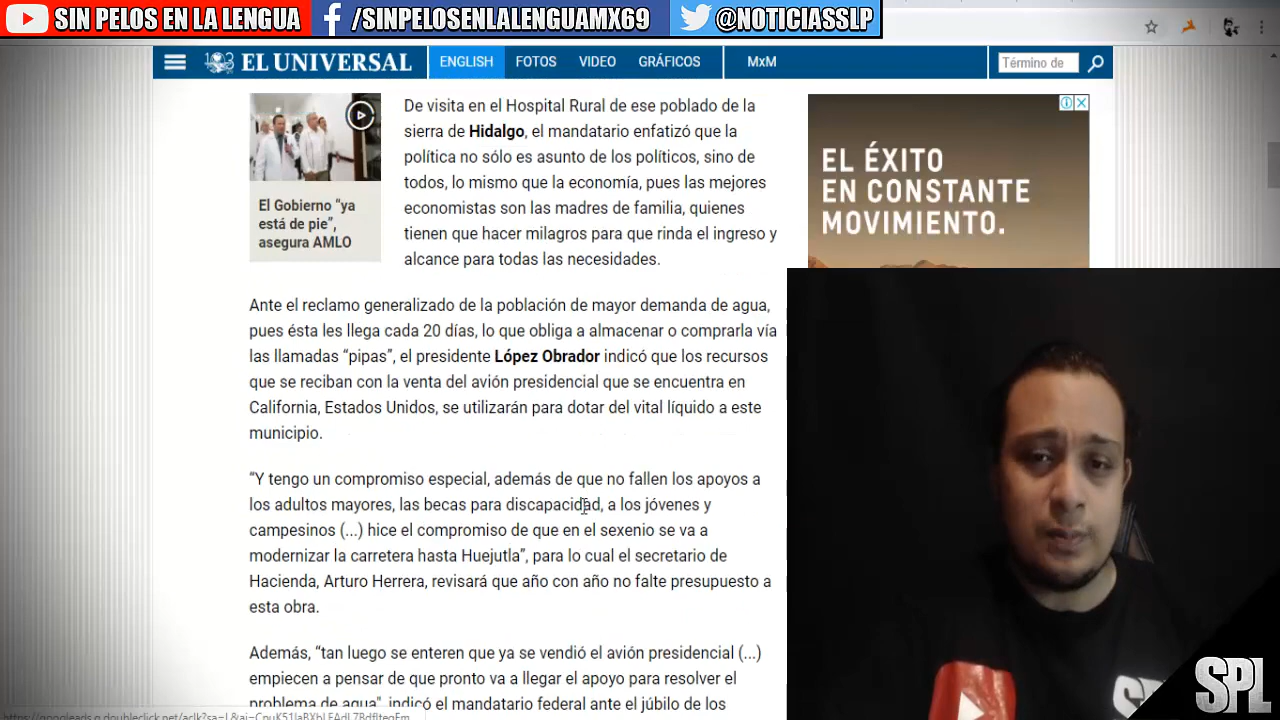 SIN PELOS EN LA LENGUA
/SINPELOSENLALENGUAMX69
@NOTICIASSLP
EL UNIVERSAL
ENGLISH
FOTOS
VIDEO
GRÁFICOS
MxM
Término de
De visita en el Hospital Rural de ese poblado de la
sierra de Hidalgo, el mandatario enfatizó que la
política no sólo es asunto de los políticos, sino de
todos, lo mismo que la economía, pues las mejores
economistas son las madres de familia, quienes
tienen que hacer milagros para que rinda el ingreso y
alcance para todas las necesidades.
El Gobierno “ya
está de pie”,
asegura AMLO
Ante el reclamo generalizado de la población de mayor demanda de agua,
pues ésta les llega cada 20 días, lo que obliga a almacenar o comprarla vía
las llamadas “pipas”, el presidente López Obrador indicó que los recursos
que se reciban con la venta del avión presidencial que se encuentra en
California, Estados Unidos, se utilizarán para dotar del vital líquido a este
municipio.
“Y tengo un compromiso especial, además de que no fallen los apoyos a
los adultos mayores, las becas para discapacidad, a los jóvenes y
campesinos (...) hice el compromiso de que en el sexenio se va a
modernizar la carretera hasta Huejutla”, para lo cual el secretario de
Hacienda, Arturo Herrera, revisará que año con año no falte presupuesto a
esta obra.
Además, “tan luego se enteren que ya se vendió el avión presidencial (...)
empiecen a pensar de que pronto va a llegar el apoyo para resolver el
problema de agua", indicó el mandatario federal ante el júbilo de los
EL ÉXITO
EN CONSTANTE
MOVIMIENTO.
SPL